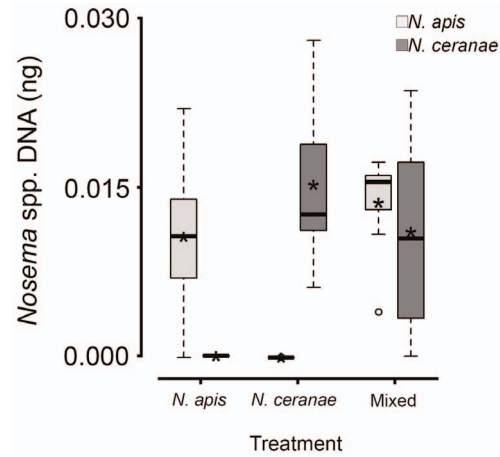 0.030
N. apis
N. ceranae
0.015
Nosema spp. DNA (ng)
0.000
N. apis N. ceranae Mixed
Treatment